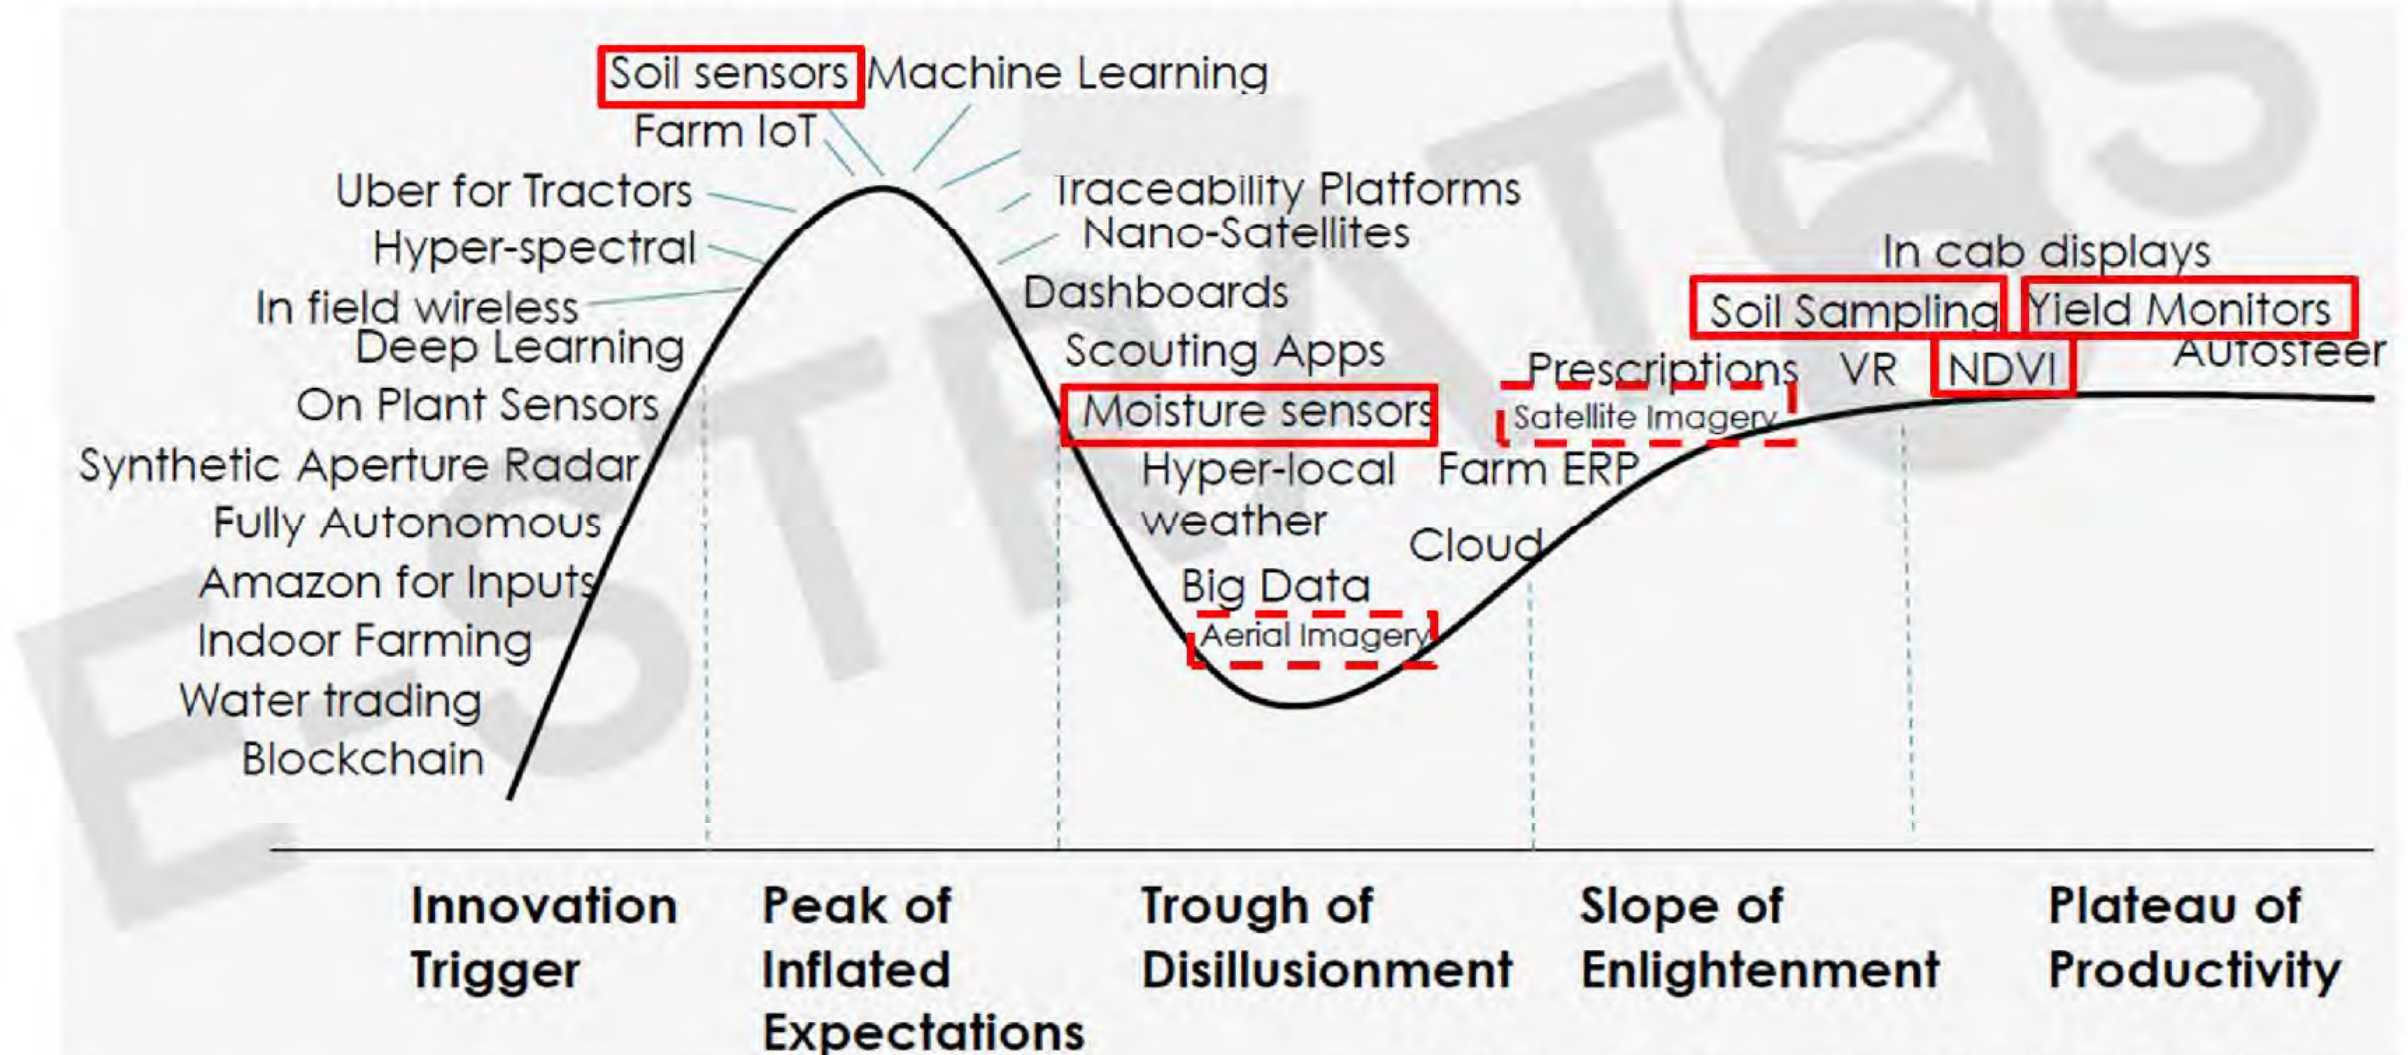 Soil sensors Machine Learning
Farm IoT
Uber for Tractors
Traceability Platforms
Hyper-spectral
Nano-Satellites
In cab displays
In field wireless
Dashboards
Soil Sampling Yield Monitors
Deep Learning
Scouting Apps
Prescriptions VR NDVI Autosteer
On Plant Sensors
Moisture sensors
Satellite Imagery
Synthetic Aperture Radar
Hyper-local
weather
Farm ERP
Fully Autonomous
Cloud
Amazon for Inputs
Big Data
Indoor Farming
Aerial Imagery
Water trading
Blockchain
Innovation
Trigger
Peak of
Inflated
Expectations
Trough of
Disillusionment
Slope of
Enlightenment
Plateau of
Productivity
E-STRATOS